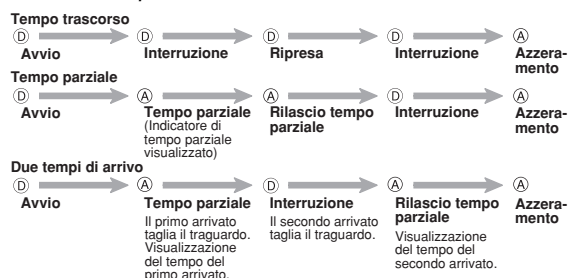 Tempo trascorso
D D D D A
Avvio Interruzione Ripresa Interruzione Azzera-
mento
Tempo parziale
D A A D A
Avvio Tempo parziale Rilascio tempo Interruzione Azzera-
(Indicatore di parziale mento
tempo parziale
visualizzato)
Due tempi di arrivo
D A D A A
Avvio Tempo parziale Interruzione Rilascio tempo Azzera-
Il primo arrivato Il secondo arrivato parziale mento
taglia il traguardo. taglia il traguardo. Visualizzazione
Visualizzazione del tempo del
del tempo del secondo arrivato.
primo arrivato.